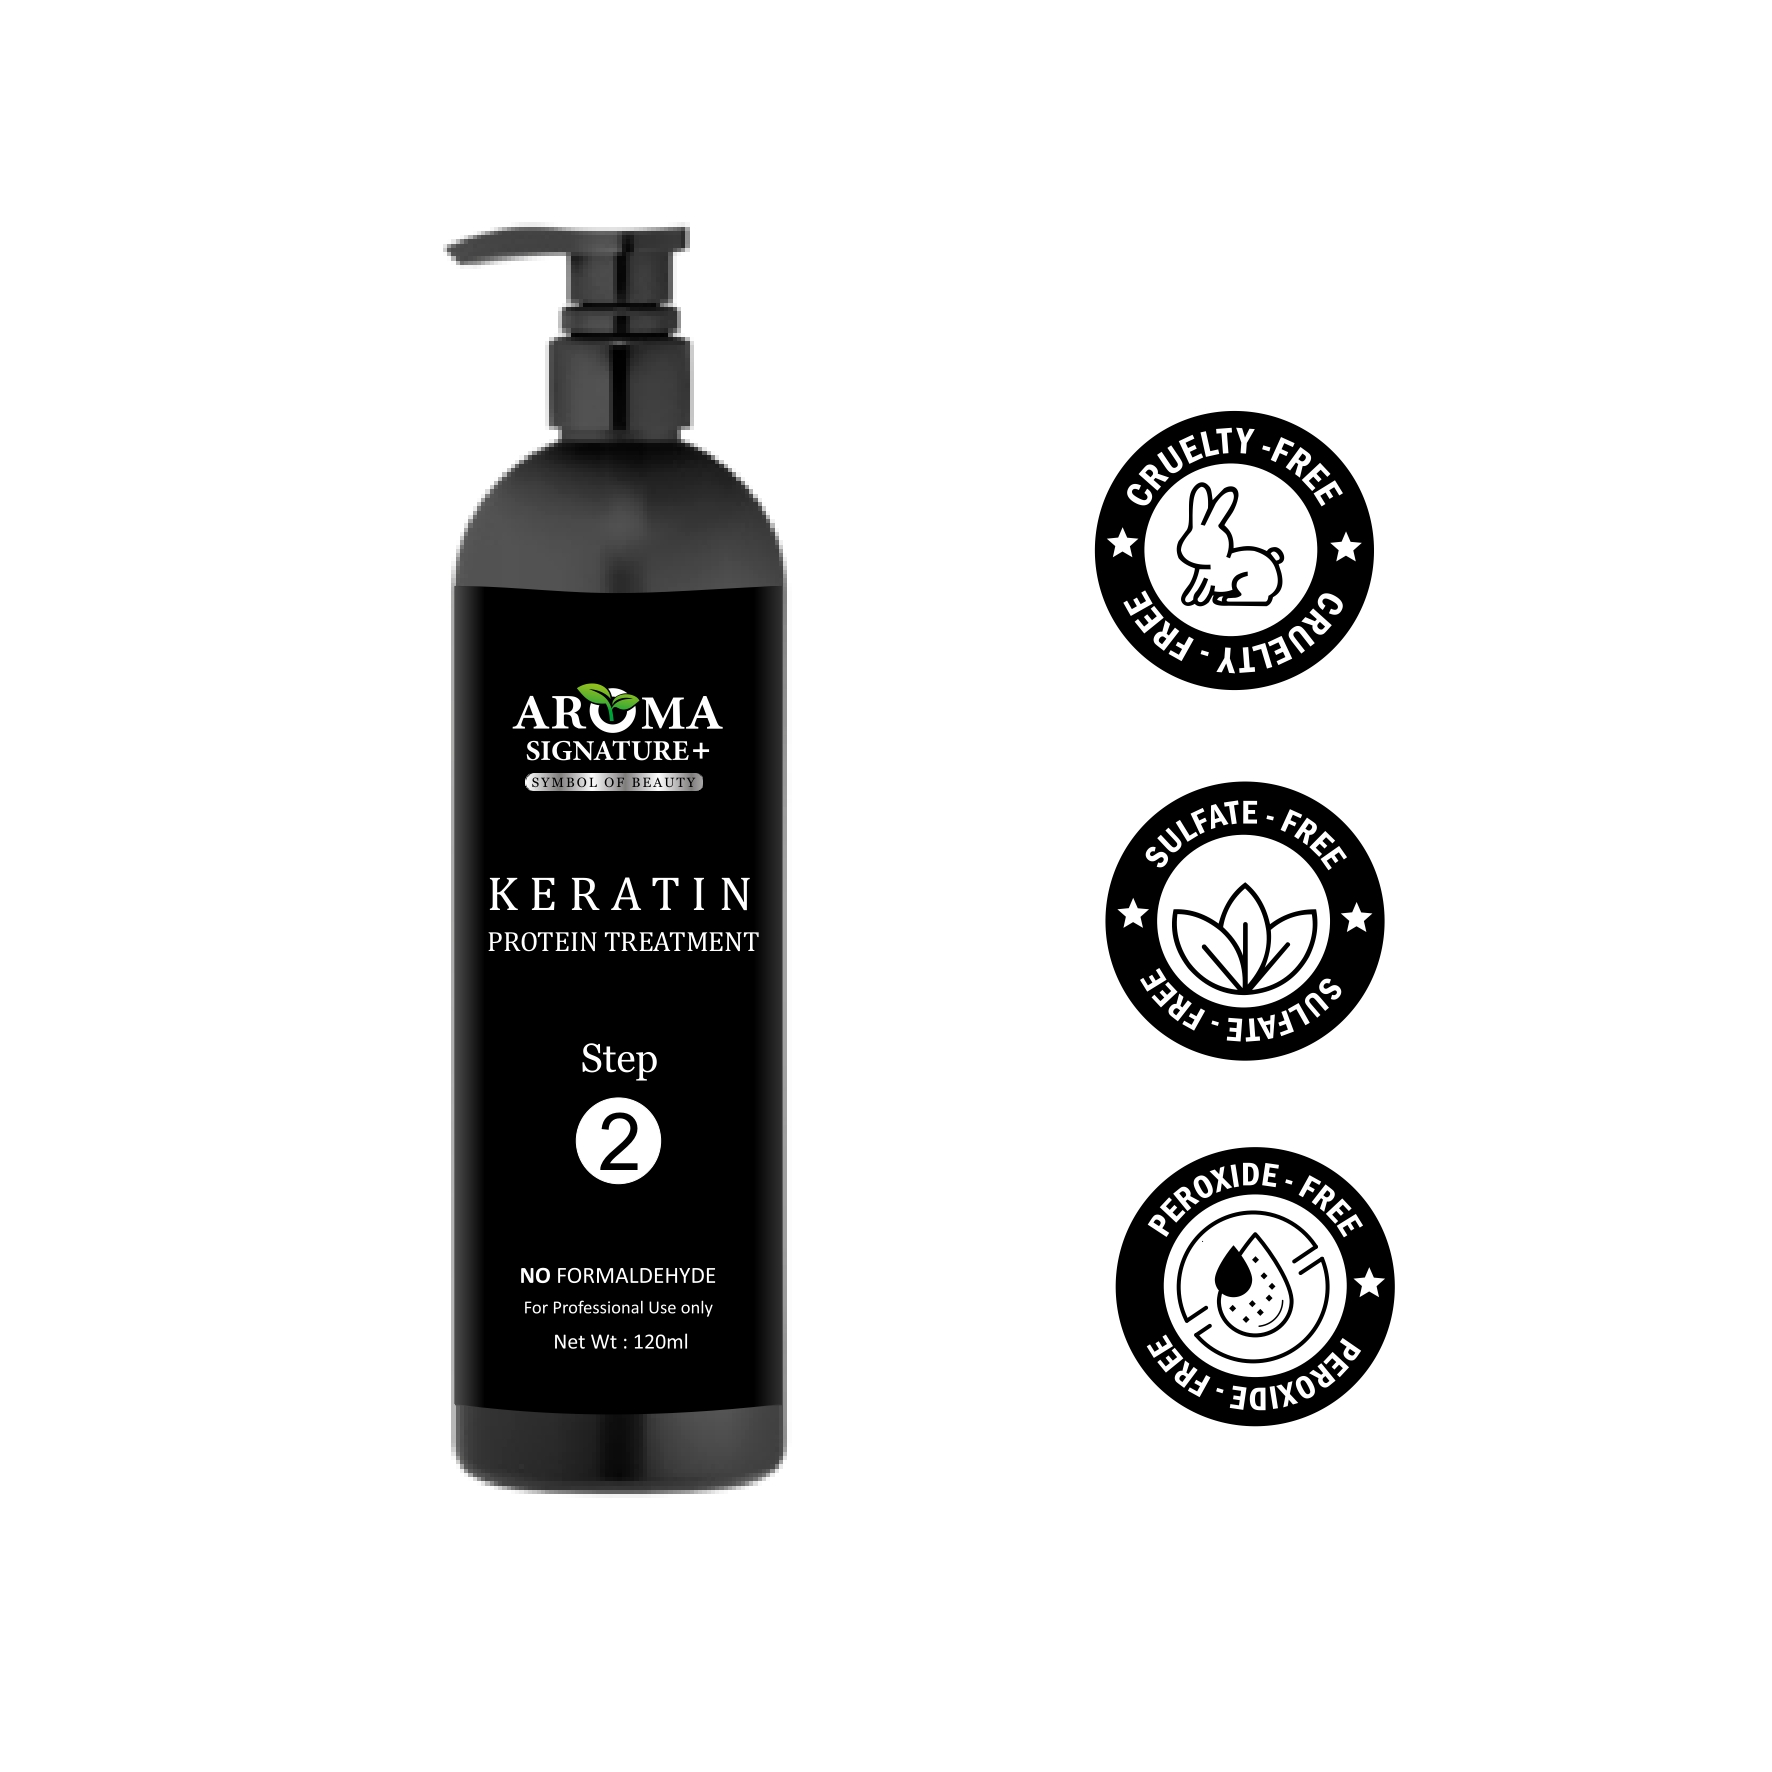 AROMA
SIGNATURE+
SYMBOL OF BEAUTY
KERATIN
PROTEIN TREATMENT
Step
2
NO FORMALDEHYDE
For Professional Use only
Net Wt : 120ml
CRUELTY -FREE
CRUELTY - FREE
SULFATE - FREE
SULFATE - FREE
PEROXIDE - FREE
PEROXIDE - FREE